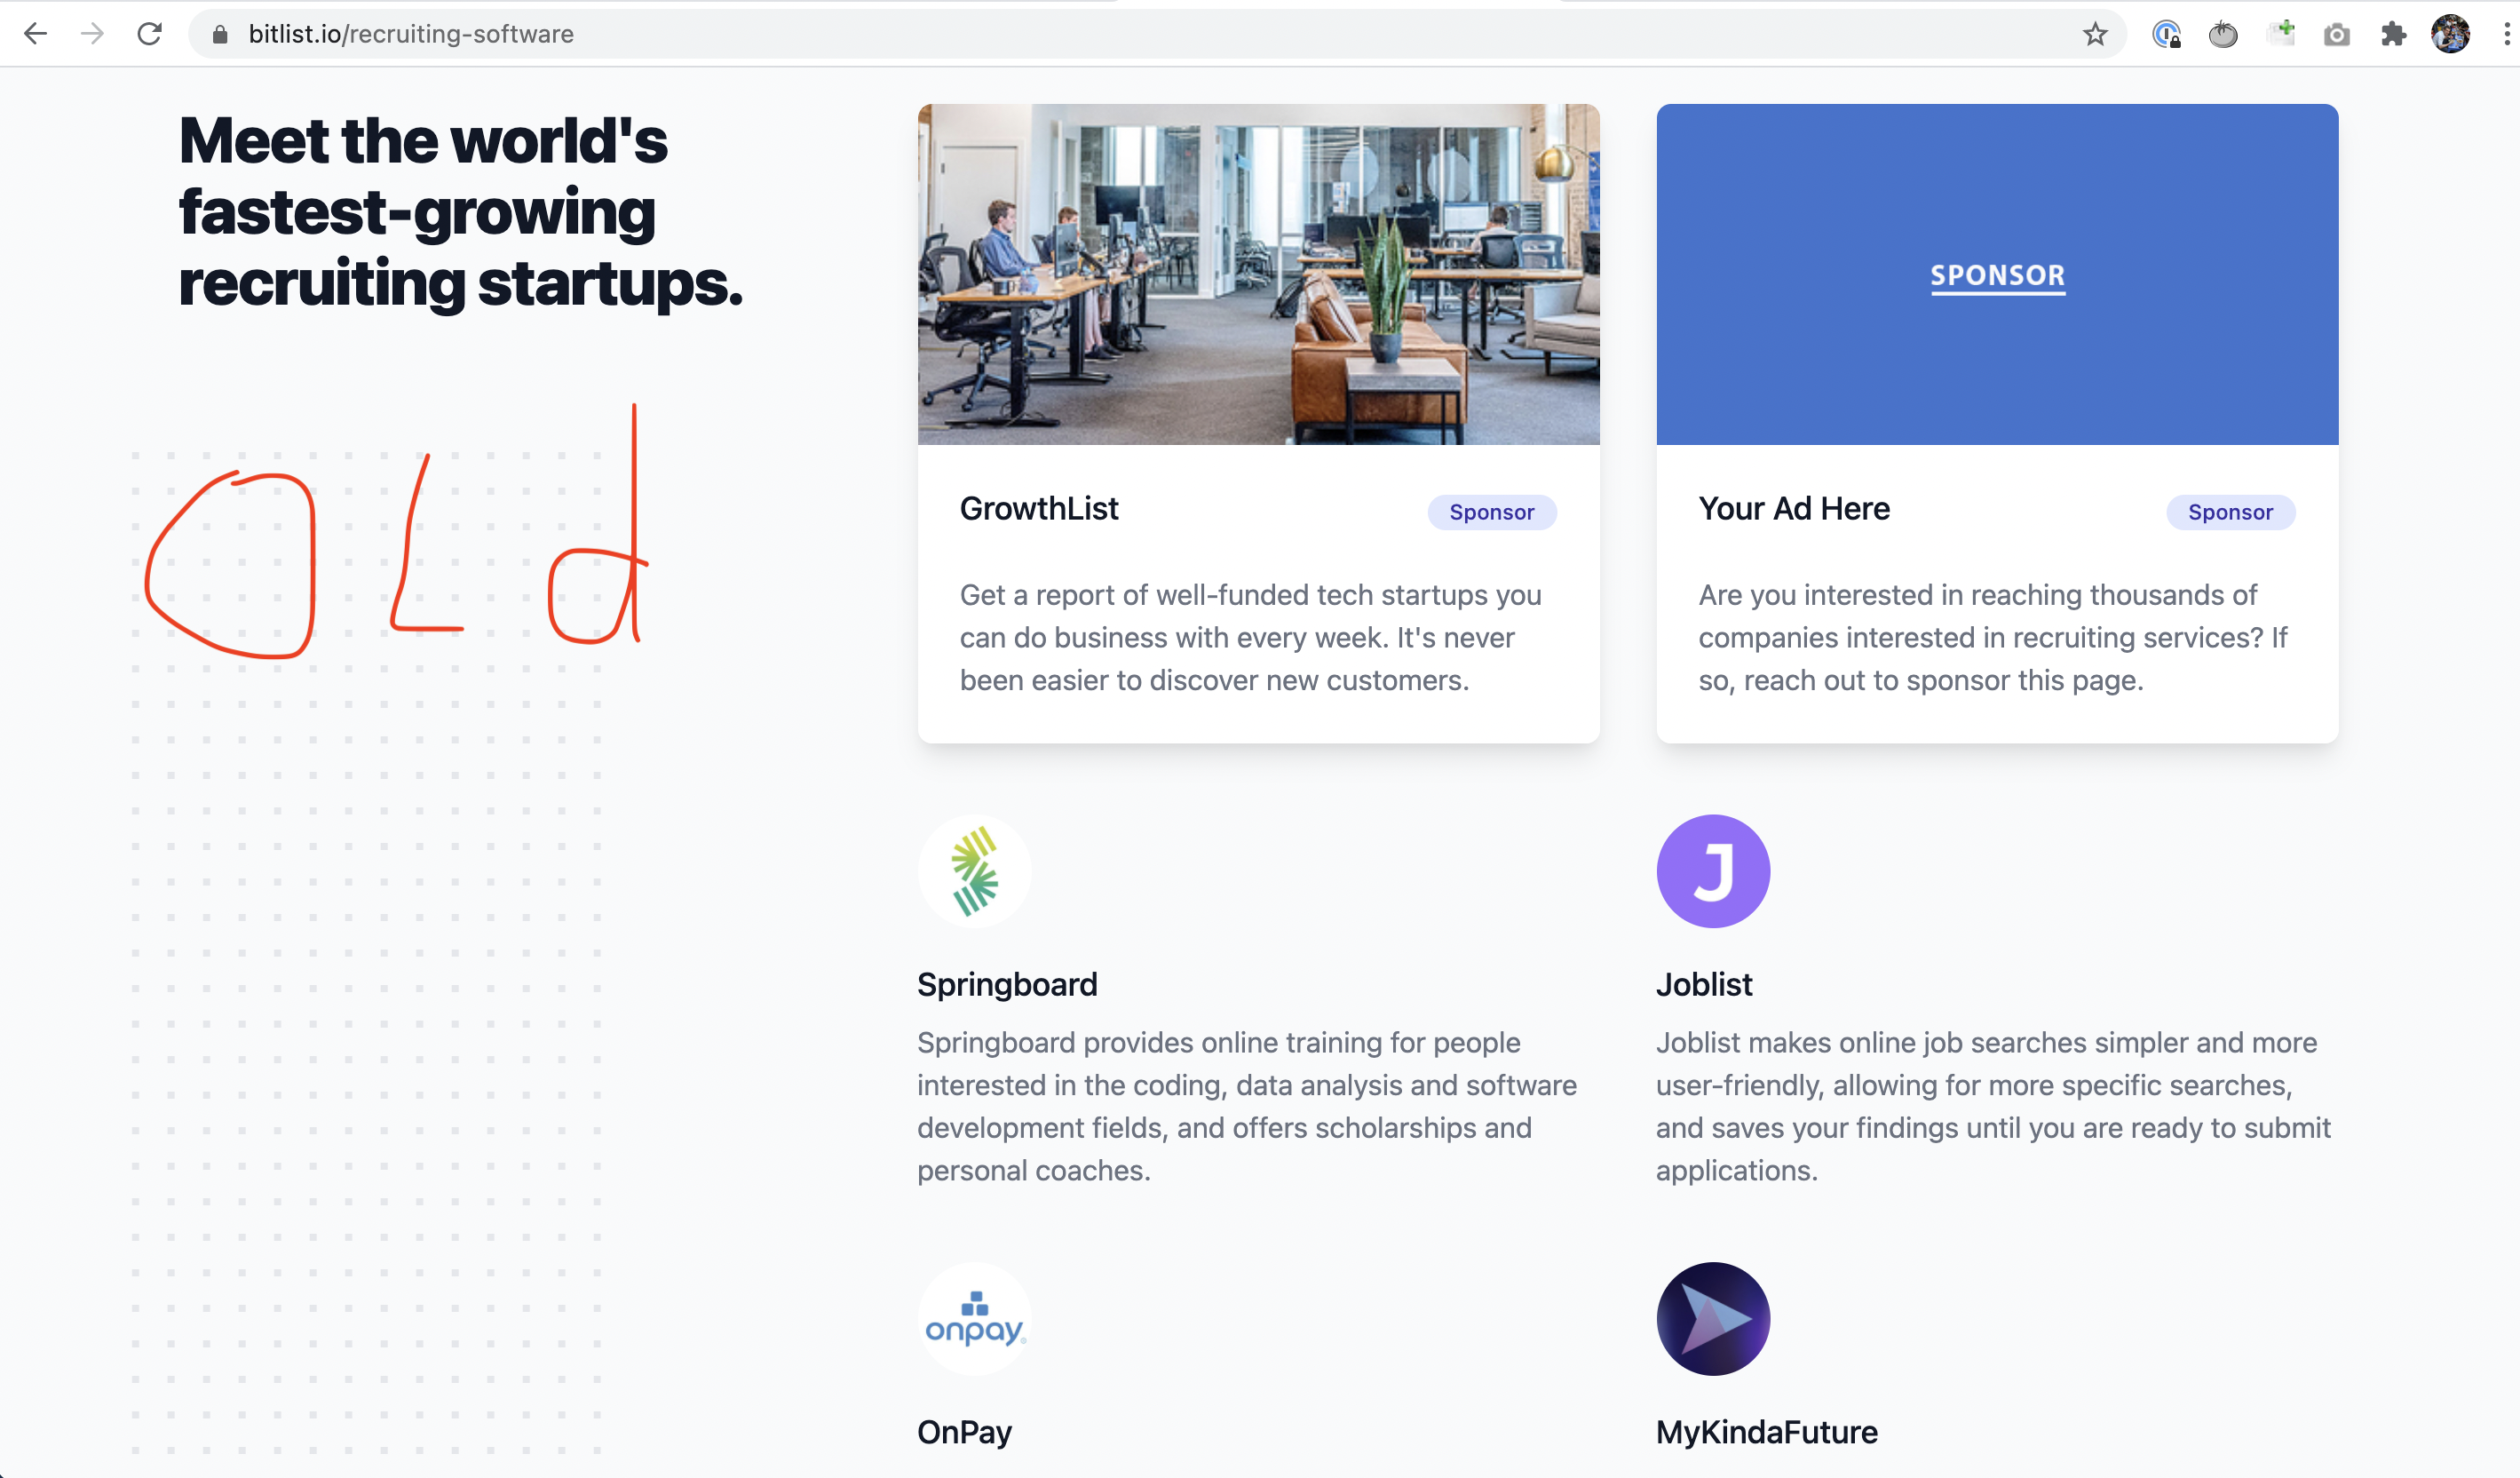 bitlist.io/recruiting-software
Meet the world's
fastest-growing
recruiting startups.
OLd
SPONSOR
GrowthList
Sponsor
Get a report of well-funded tech startups you
can do business with every week. It's never
been easier to discover new customers.
Your Ad Here
Sponsor
Are you interested in reaching thousands of
companies interested in recruiting services? If
so, reach out to sponsor this page.
Springboard
Springboard provides online training for people
interested in the coding, data analysis and software
development fields, and offers scholarships and
personal coaches.
J
Joblist
Joblist makes online job searches simpler and more
user-friendly, allowing for more specific searches,
and saves your findings until you are ready to submit
applications.
onpay
OnPay
MyKindaFuture